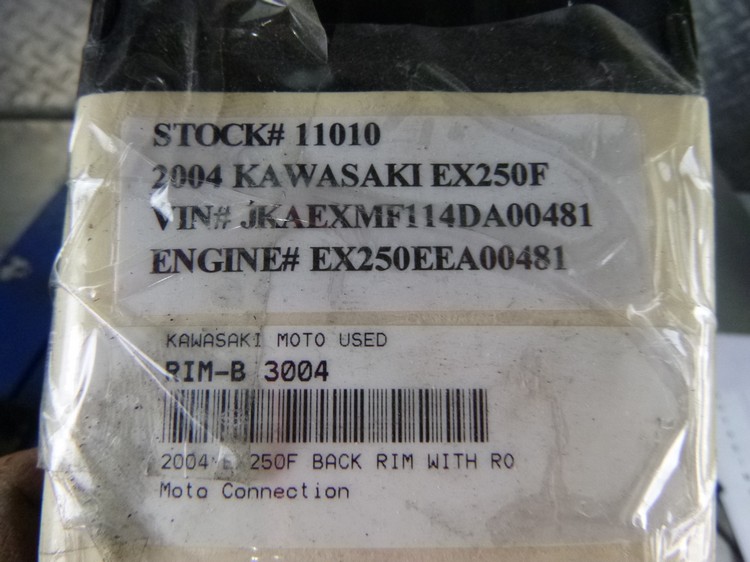 STOCK# 11010
2004 KAWASAKI EX250F
VIN# JKAEXMF114DA00481
ENGINE# EX250EEA00481
KAWASAKI MOTO USED
RIM-B 3004
2004 EX 250F BACK RIM WITH RO
Moto Connection